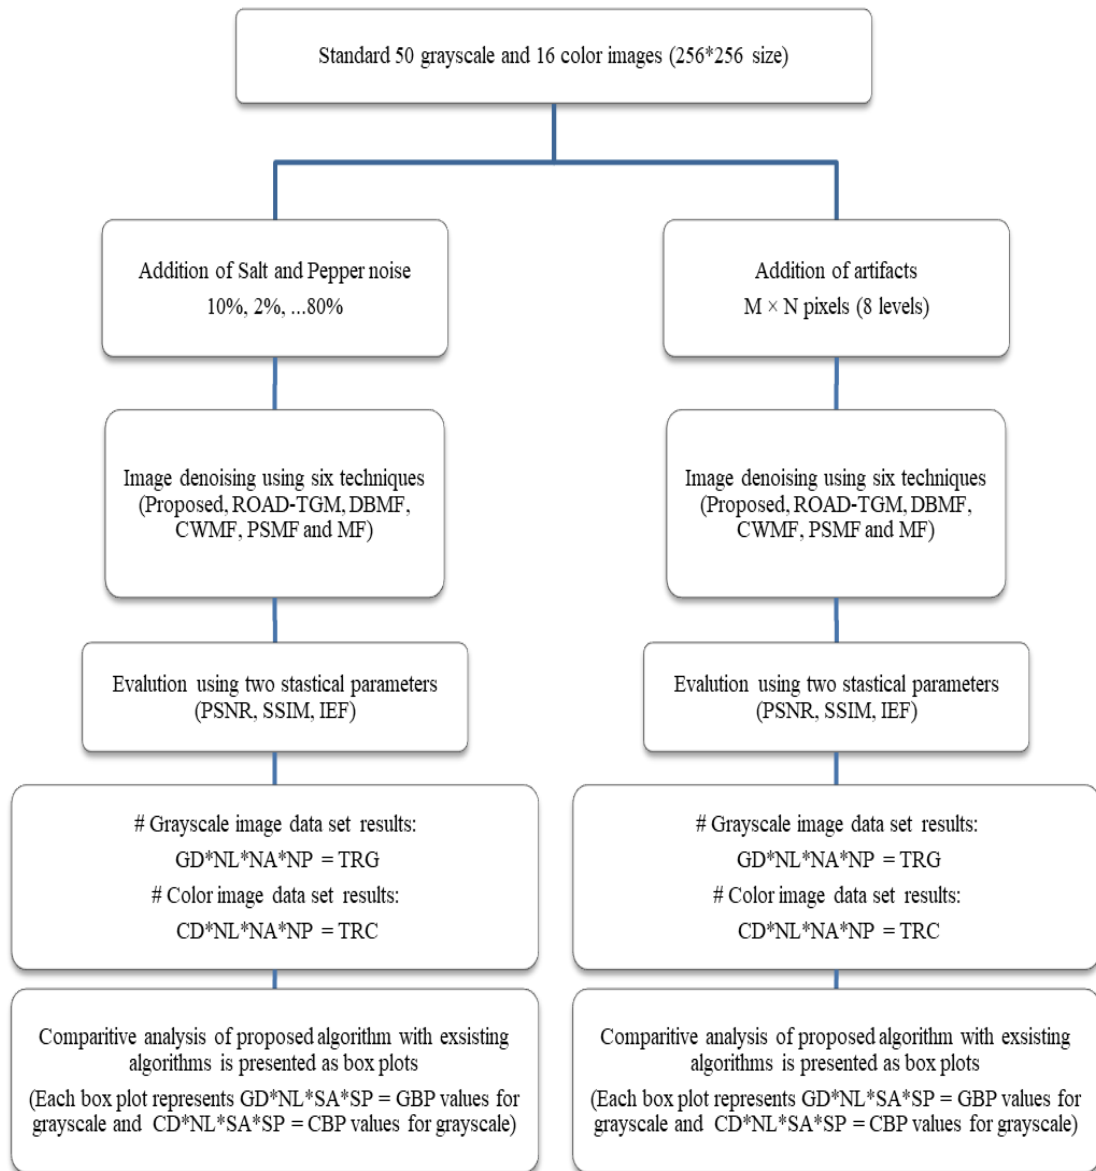 Standard 50 grayscale and 16 color images (256*256 size)
Addition of Salt and Pepper noise
10%, 2%, ...80%
Addition of artifacts
M × N pixels (8 levels)
Image denoising using six techniques
(Proposed, ROAD-TGM, DBMF,
CWMF, PSMF and MF)
Image denoising using six techniques
(Proposed, ROAD-TGM, DBMF,
CWMF, PSMF and MF)
Evalution using two stastical parameters
(PSNR, SSIM, IEF)
Evalution using two stastical parameters
(PSNR, SSIM, IEF)
# Grayscale image data set results:
GD*NL*NA*NP = TRG
# Color image data set results:
CD*NL*NA*NP = TRC
# Grayscale image data set results:
GD*NL*NA*NP = TRG
# Color image data set results:
CD*NL*NA*NP = TRC
Comparitive analysis of proposed algorithm with exsisting
algorithms is presented as box plots
(Each box plot represents GD*NL*SA*SP = GBP values for
grayscale and CD*NL*SA*SP = CBP values for grayscale)
Comparitive analysis of proposed algorithm with exsisting
algorithms is presented as box plots
(Each box plot represents GD*NL*SA*SP = GBP values for
grayscale and CD*NL*SA*SP = CBP values for grayscale)